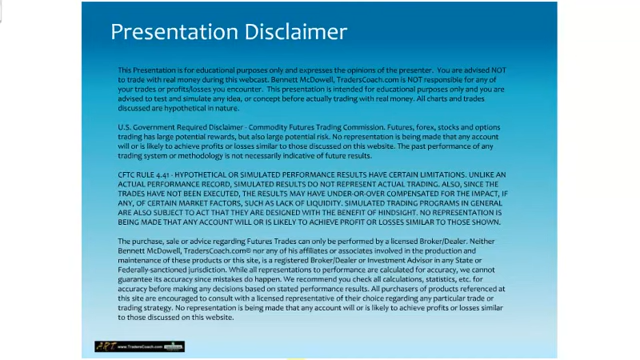 Presentation Disclaimer
This Presentation is for educational purposes only and expresses the opinions of the presenter. You are advised NOT
to trade with real money during this webcast. Bennett McDowell, TradersCoach.com is NOT responsible for any of
your trades or profits/losses you encounter. This presentation is intended for educational purposes only and you are
advised to test and simulate any idea, or concept before actually trading with real money. All charts and trades
discussed are hypothetical in nature.
U.S. Government Required Disclaimer - Commodity Futures Trading Commission. Futures, forex, stocks and options
trading has large potential rewards, but also large potential risk. No representation is being made that any account
will or is likely to achieve profits or losses similar to those discussed on this website. The past performance of any
trading system or methodology is not necessarily indicative of future results.
CFTC RULE 4.41 - HYPOTHETICAL OR SIMULATED PERFORMANCE RESULTS HAVE CERTAIN LIMITATIONS. UNLIKE AN
ACTUAL PERFORMANCE RECORD, SIMULATED RESULTS DO NOT REPRESENT ACTUAL TRADING. ALSO, SINCE THE
TRADES HAVE NOT BEEN EXECUTED, THE RESULTS MAY HAVE UNDER-OR OVER-COMPENSATED FOR THE IMPACT, IF
ANY, OF CERTAIN MARKET FACTORS, SUCH AS LACK OF LIQUIDITY. SIMULATED TRADING PROGRAMS IN GENERAL
ARE ALSO SUBJECT TO ACT THAT THEY ARE DESIGNED WITH THE BENEFIT OF HINDSIGHT. NO REPRESENTATION IS
BEING MADE THAT ANY ACCOUNT WILL OR IS LIKELY TO ACHIEVE PROFIT OR LOSSES SIMILAR TO THOSE SHOWN.
The purchase, sale or advice regarding Futures Trades can only be performed by a licensed Broker/Dealer. Neither
Bennett McDowell, TradersCoach.com© nor any of his affiliates or associates involved in the production and
maintenance of these products or this site, is a registered Broker/Dealer or Investment Advisor in any State or
Federally-sanctioned jurisdiction. While all representations to performance are calculated for accuracy, we cannot
guarantee its accuracy since mistakes do happen. We recommend you check all calculations, statistics, etc. for
accuracy before making any decisions based on stated performance results. All purchasers of products referenced at
this site are encouraged to consult with a licensed representative of their choice regarding any particular trade or
trading strategy. No representation is being made that any account will or is likely to achieve profits or losses similar
to those discussed on this website.
ART www.TradersCoach.com